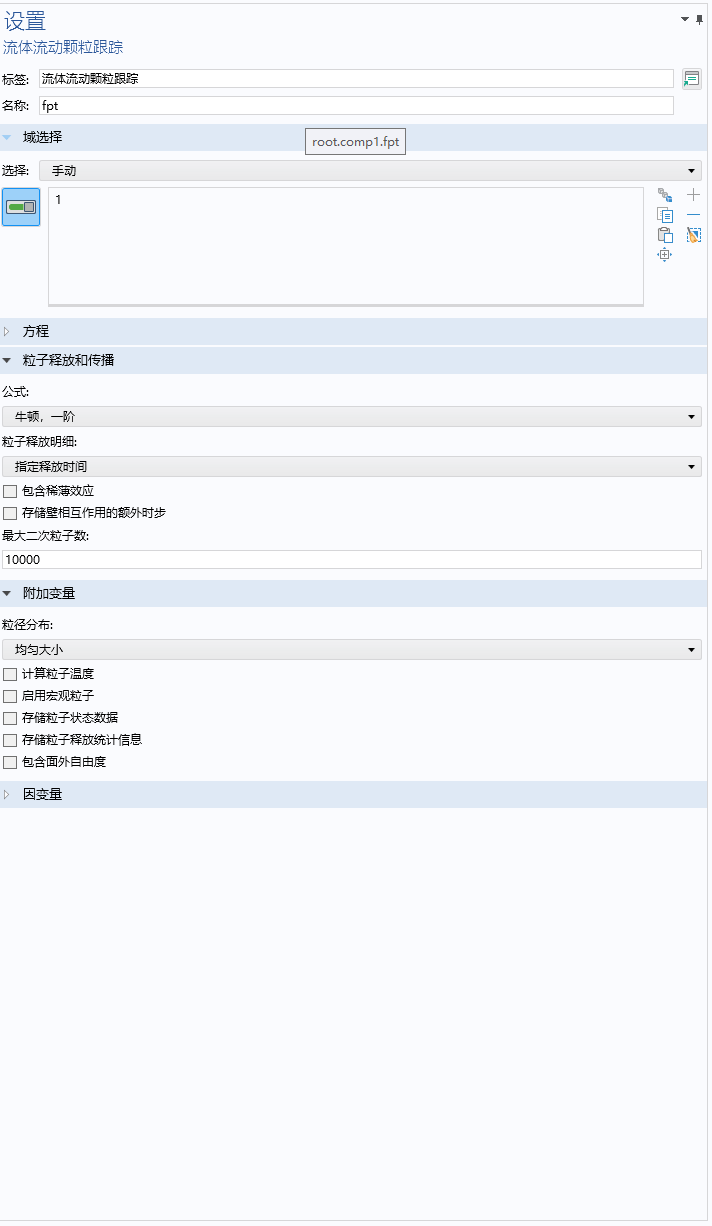 设置
流体流动颗粒跟踪
标签: 流体流动颗粒跟踪
名称: fpt
域选择
root.comp1.fpt
选择: 手动
1
方程
粒子释放和传播
公式:
牛顿，一阶
粒子释放明细:
指定释放时间
包含稀薄效应
存储壁相互作用的额外时步
最大二次粒子数:
10000
附加变量
粒径分布:
均匀大小
计算粒子温度
启用宏观粒子
存储粒子状态数据
存储粒子释放统计信息
包含面外自由度
因变量